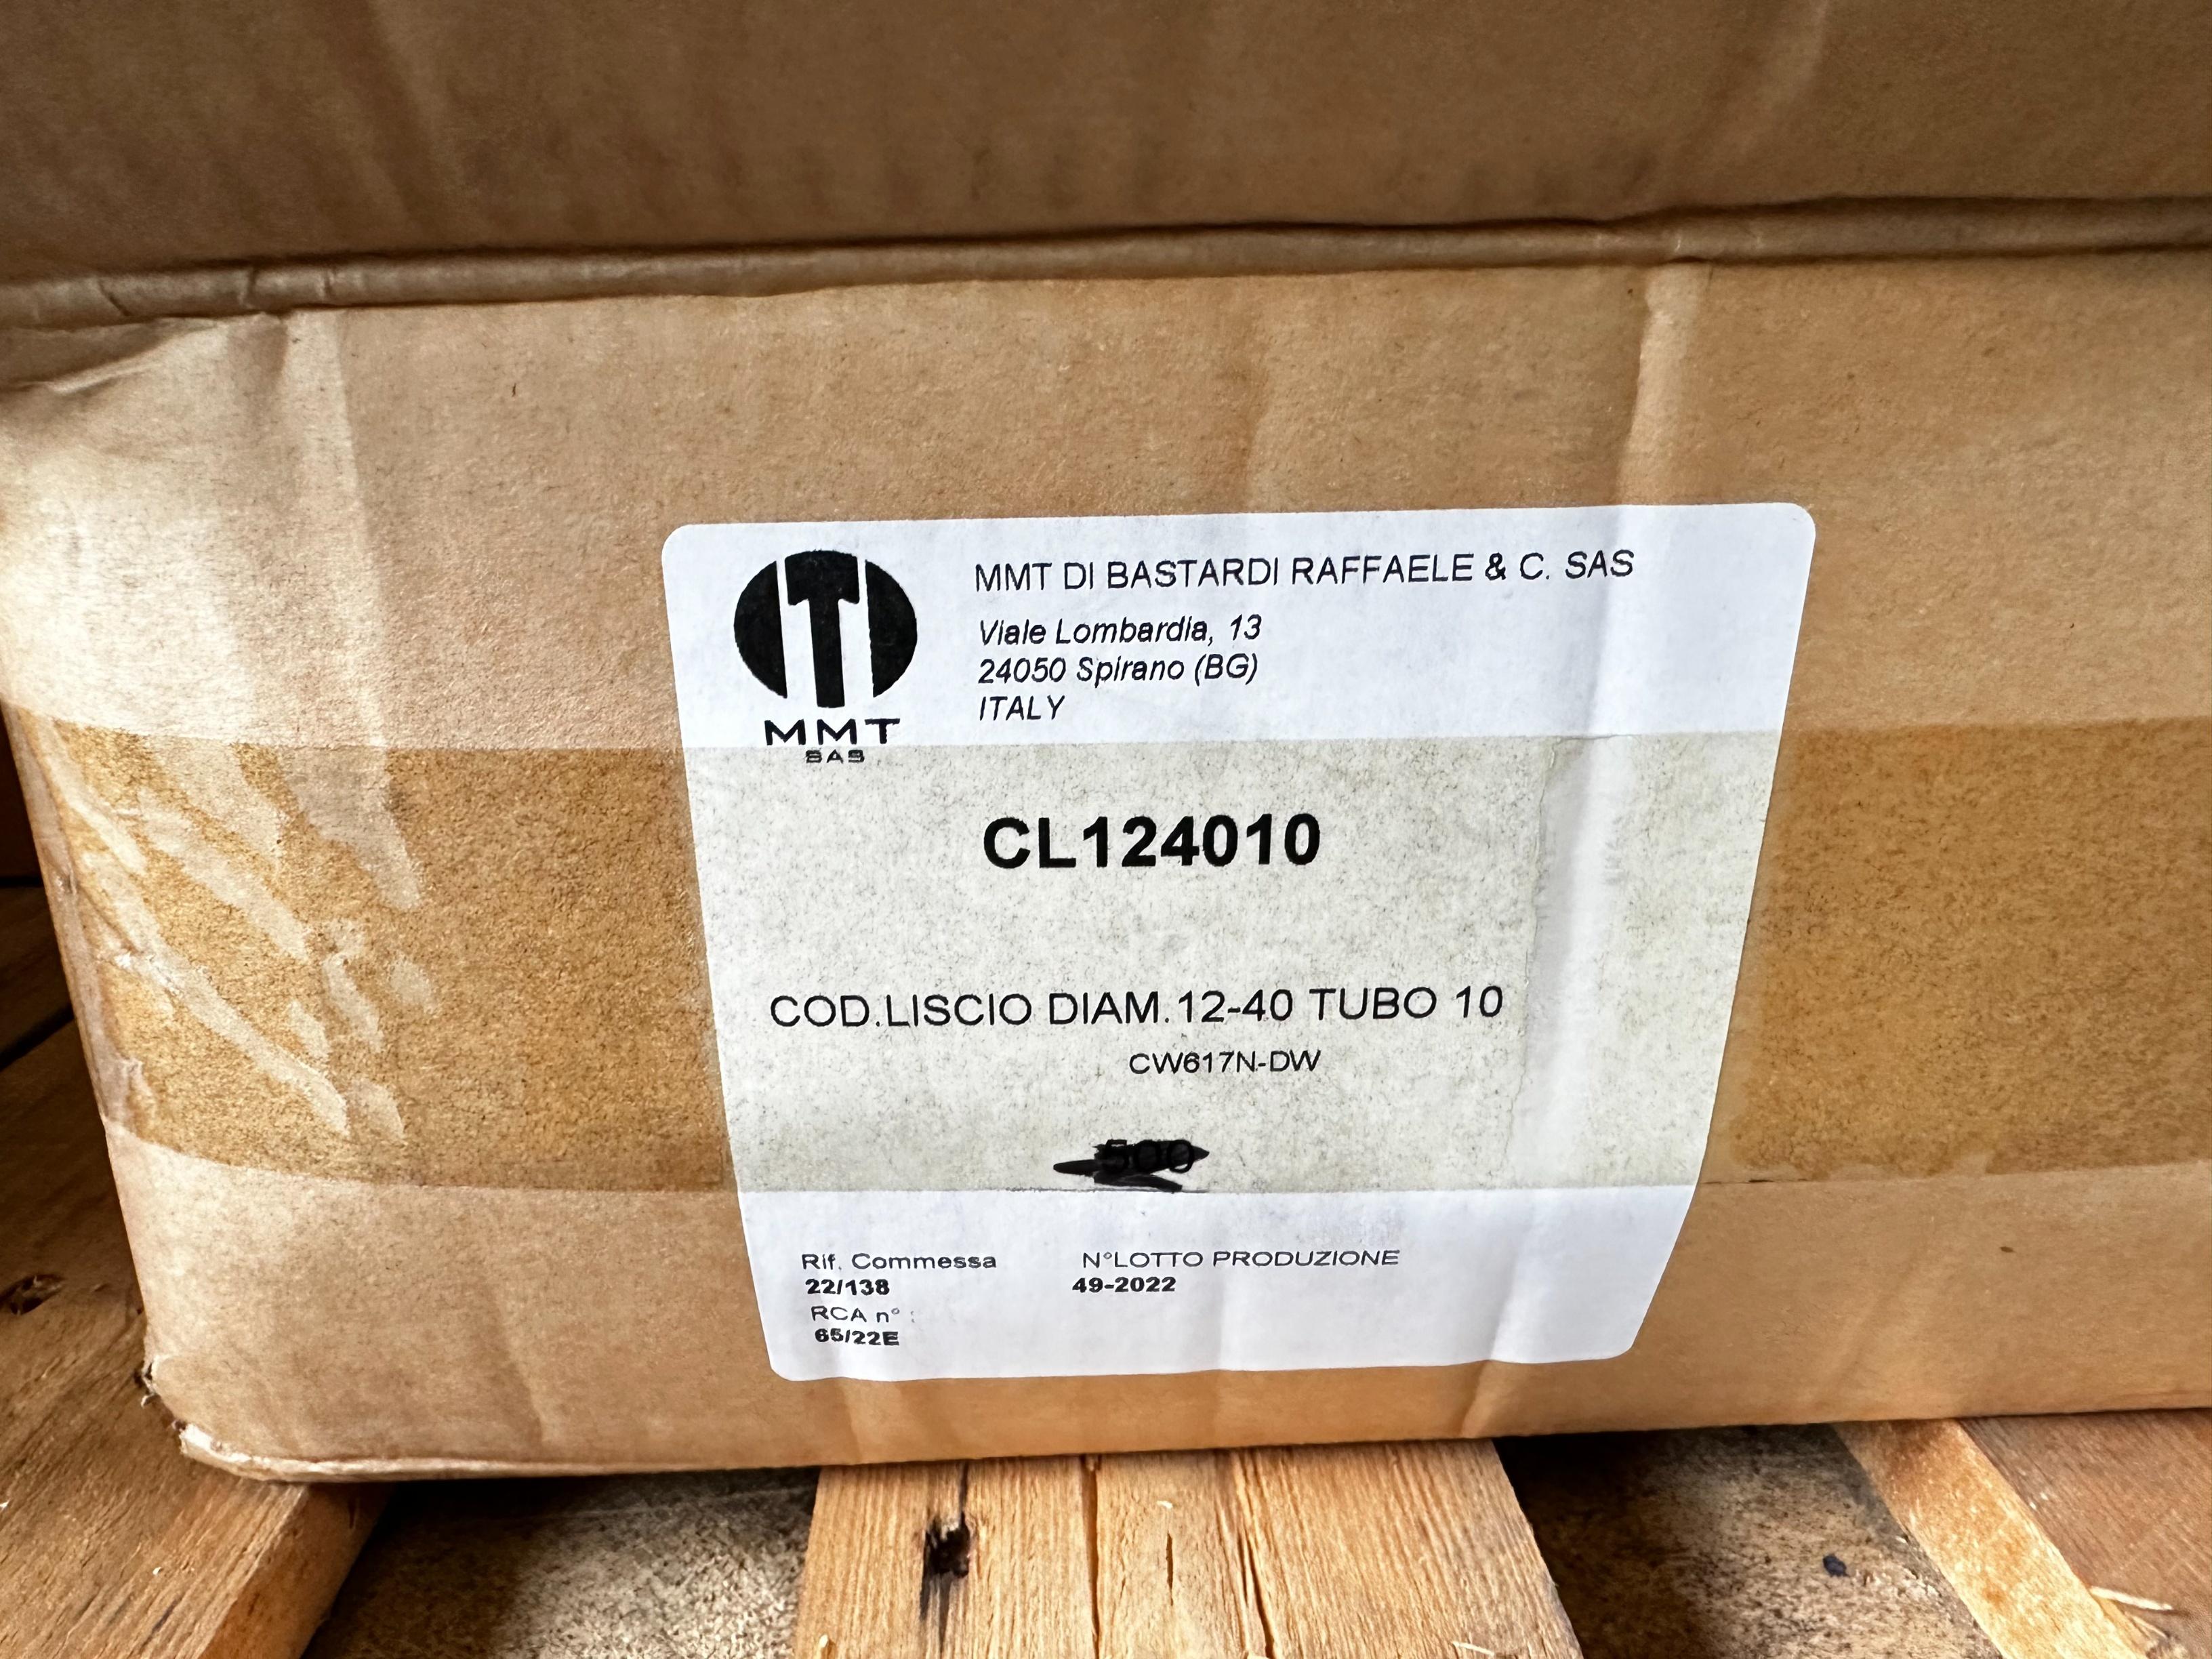 MMT DI BASTARDI RAFFAELE & C. SAS
Viale Lombardia, 13
24050 Spirano (BG)
ITALY
MMT
SAS
CL124010
COD.LISCIO DIAM.12-40 TUBO 10
CW617N-DW
500
Rif. Commessa
22/138
N°LOTTO PRODUZIONE
49-2022
RCA n° :
65/22E